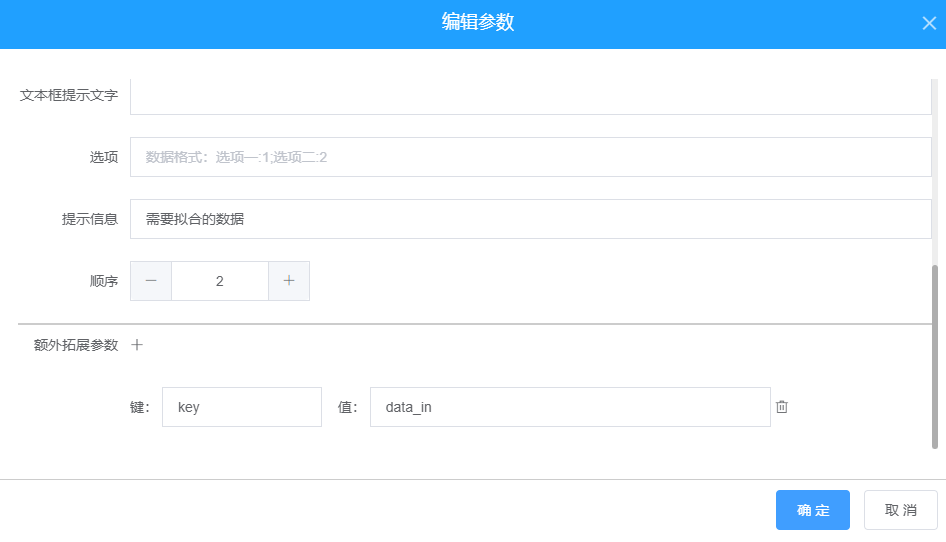 编辑参数
文本框提示文字
选项 数据格式：选项一:1;选项二:2
提示信息 需要拟合的数据
顺序 2
额外拓展参数
键： key 值： data_in
确 定 取 消